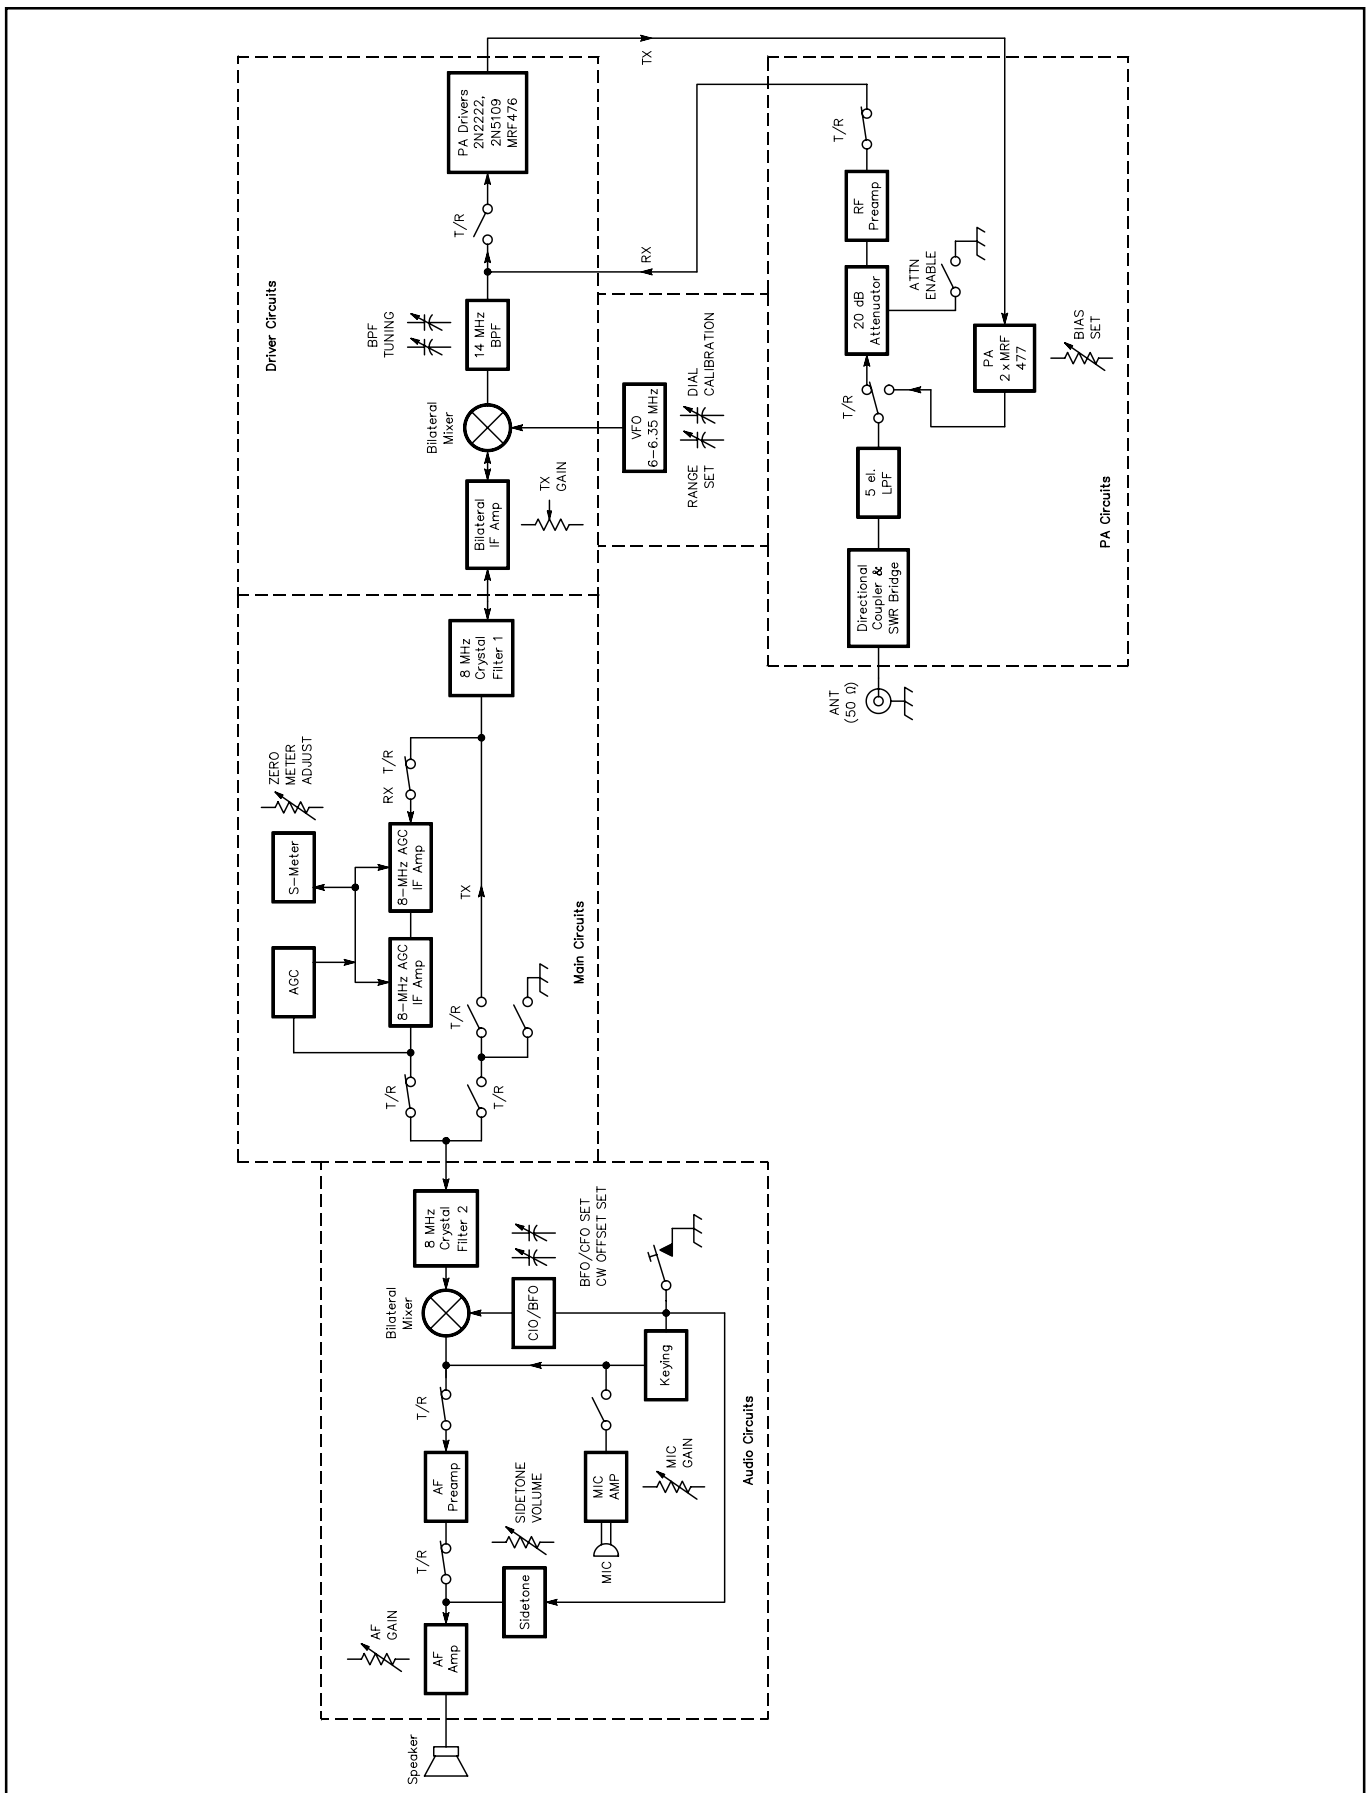 Driver Circuits
PA Drivers
2N2222,
2N5109
MRF476
TX
T/R
RX
BPF
TUNING
14 MHz
BPF
Bilateral
Mixer
VFO
6–6.35 MHz
DIAL
CALIBRATION
RANGE
SET
Bilateral
IF Amp
TX
GAIN
T/R
RF
Preamp
20 dB
Attenuator
ATTN
ENABLE
PA
2 x MRF
477
BIAS
SET
T/R
5 el.
LPF
Directional
Coupler &
SWR Bridge
PA Circuits
ANT
(50 Ω)
8 MHz
Crystal
Filter 1
ZERO
METER
ADJUST
S–Meter
RX
T/R
8–MHz AGC
IF Amp
8–MHz AGC
IF Amp
AGC
TX
T/R
T/R
T/R
Main Circuits
8 MHz
Crystal
Filter 2
Bilateral
Mixer
CIO/BFO
BFO/CFO SET
CW OFFSET SET
Keying
T/R
AF
Preamp
T/R
SIDETONE
VOLUME
MIC
AMP
MIC
GAIN
MIC
Sidetone
AF
GAIN
AF
Amp
Speaker
Audio Circuits